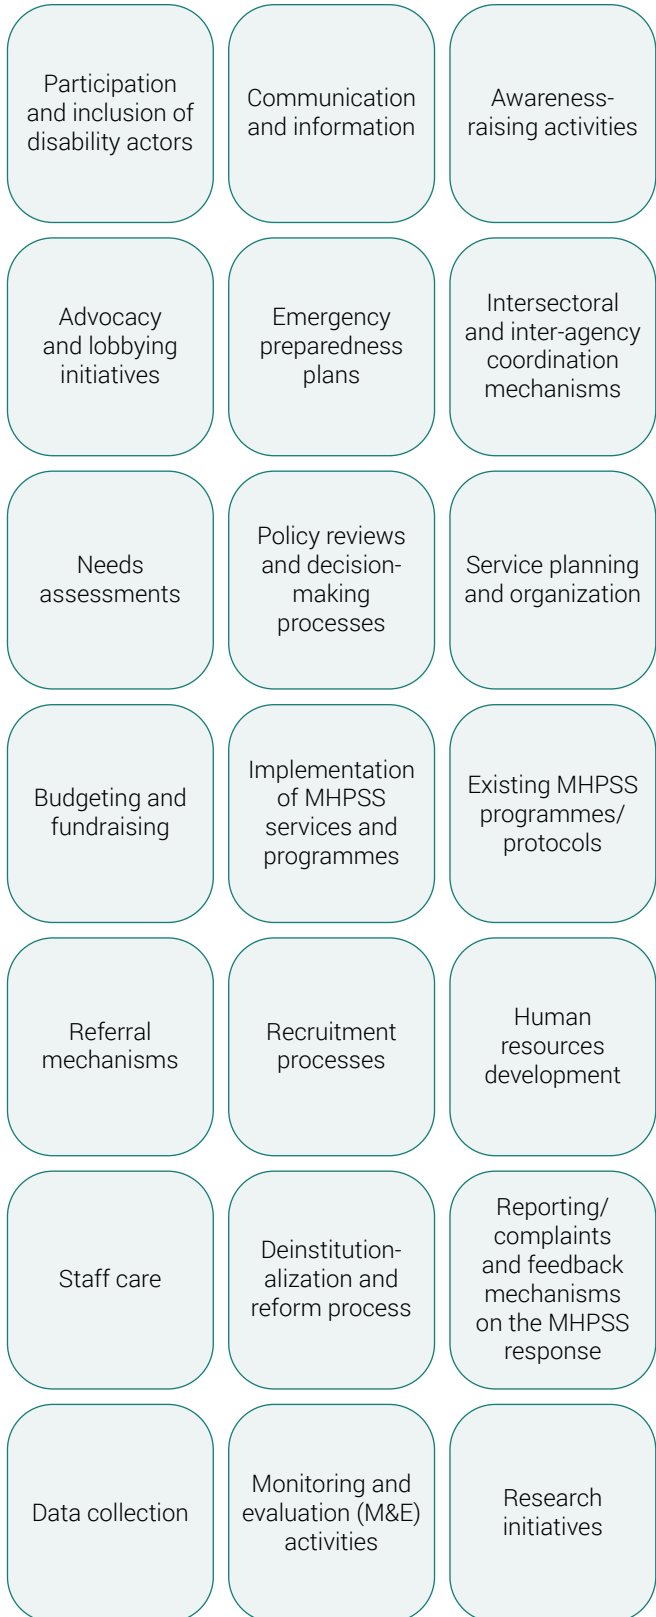 Participation
and inclusion of
disability actors
Communication
and information
Awareness-
raising activities
Advocacy
and lobbying
initiatives
Emergency
preparedness
plans
Intersectoral
and inter-agency
coordination
mechanisms
Needs
assessments
Policy reviews
and decision-
making
processes
Service planning
and organization
Budgeting and
fundraising
Implementation
of MHPSS
services and
programmes
Existing MHPSS
programmes/
protocols
Referral
mechanisms
Recruitment
processes
Human
resources
development
Staff care
Deinstitution-
alization and
reform process
Reporting/
complaints
and feedback
mechanisms
on the MHPSS
response
Data collection
Monitoring and
evaluation (M&E)
activities
Research
initiatives